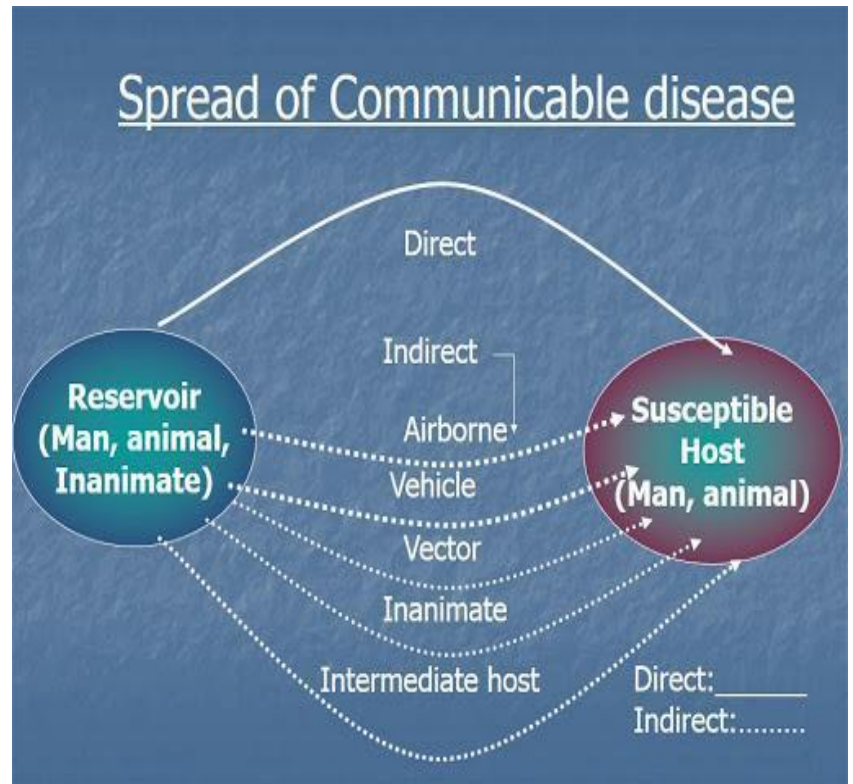 Spread of Communicable disease
Direct
Indirect
Reservoir
(Man, animal,
Inanimate)
Airborne
Vehicle
Vector
Inanimate
Intermediate host
Susceptible
Host
(Man, animal)
Direct:_______
Indirect:.........